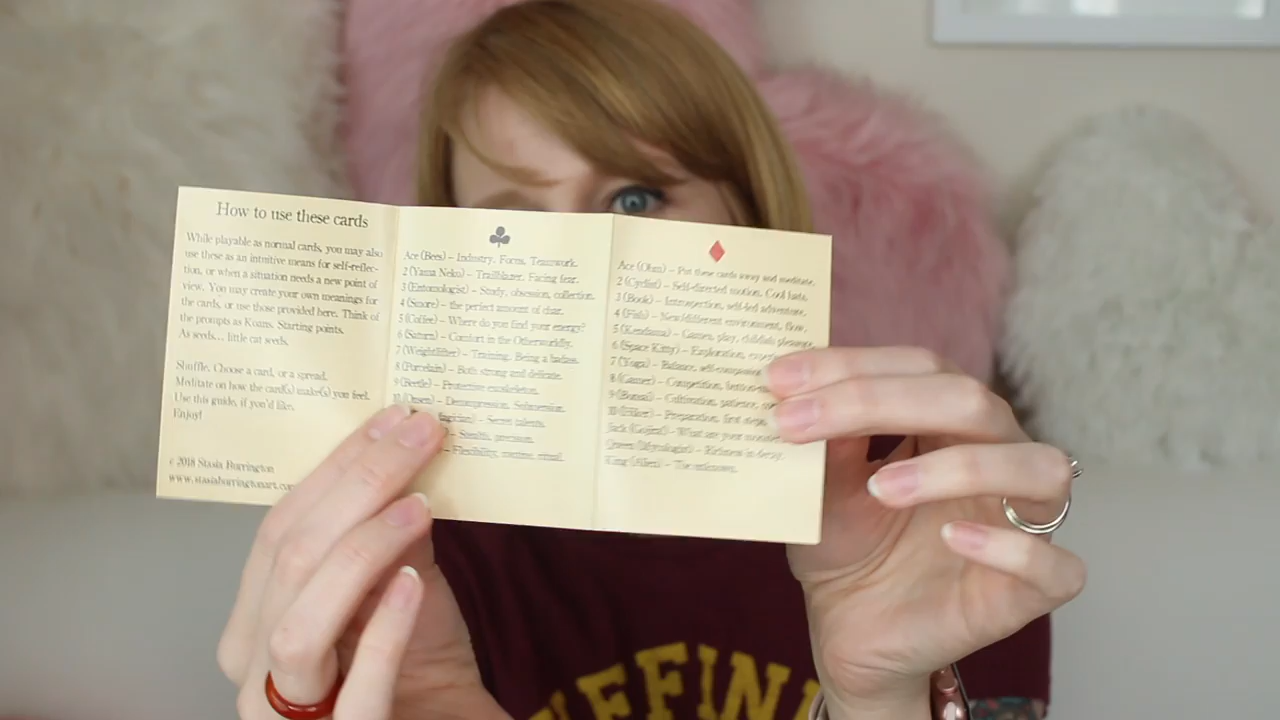 How to use these cards
While playable as normal cards, you may also
use these as an intuitive means for self-reflec-
tion, or when a situation needs a new point of
view. You may create your own meanings for
the cards, or use those provided here. Think of
the prompts as Koans. Starting points.
As seeds... little cat seeds.
Shuffle. Choose a card, or a spread.
Meditate on how the card(s) make(s) you feel.
Use this guide, if you'd like.
Enjoy!
© 2018 Stasia Burrington
www.stasiaburringtonart.com
Ace (Bees) – Industry. Form. Teamwork.
2 (Yama Neko) – Trailblazer. Facing fear.
3 (Entomologist) – Study, obsession, collection.
4 (Smore) – the perfect amount of char.
5 (Coffee) – Where do you find your energy?
6 (Saturn) – Comfort in the Otherworldly.
7 (Weightlifter) – Training. Being a badass.
8 (Porcelain) – Both strong and delicate.
9 (Beetle) – Protective exoskeleton.
10 (Onsen) – Decompression. Submersion.
– Secret talents.
– Stealth, precision.
– Flexibility, routine, ritual.
Ace (Ohm) – Put these cards away and meditate.
2 (Cyclist) – Self-directed motion. Cool hats.
3 (Book) – Introspection, self-led adventure.
4 (Fish) – New/different environment, flow.
5 (Kendama) – Games, play, childish pleasure.
6 (Space Kitty) – Exploration,
7 (Yoga) – Balance, self-compassion
8 (Gamer) – Competition,
9 (Bonsai) – Cultivation, patience,
10 (Hiker) – Preparation, first steps
Jack – What are your
Queen (Mycologist) – Richness in decay.
King (Alien) – The unknown.
UFFIN